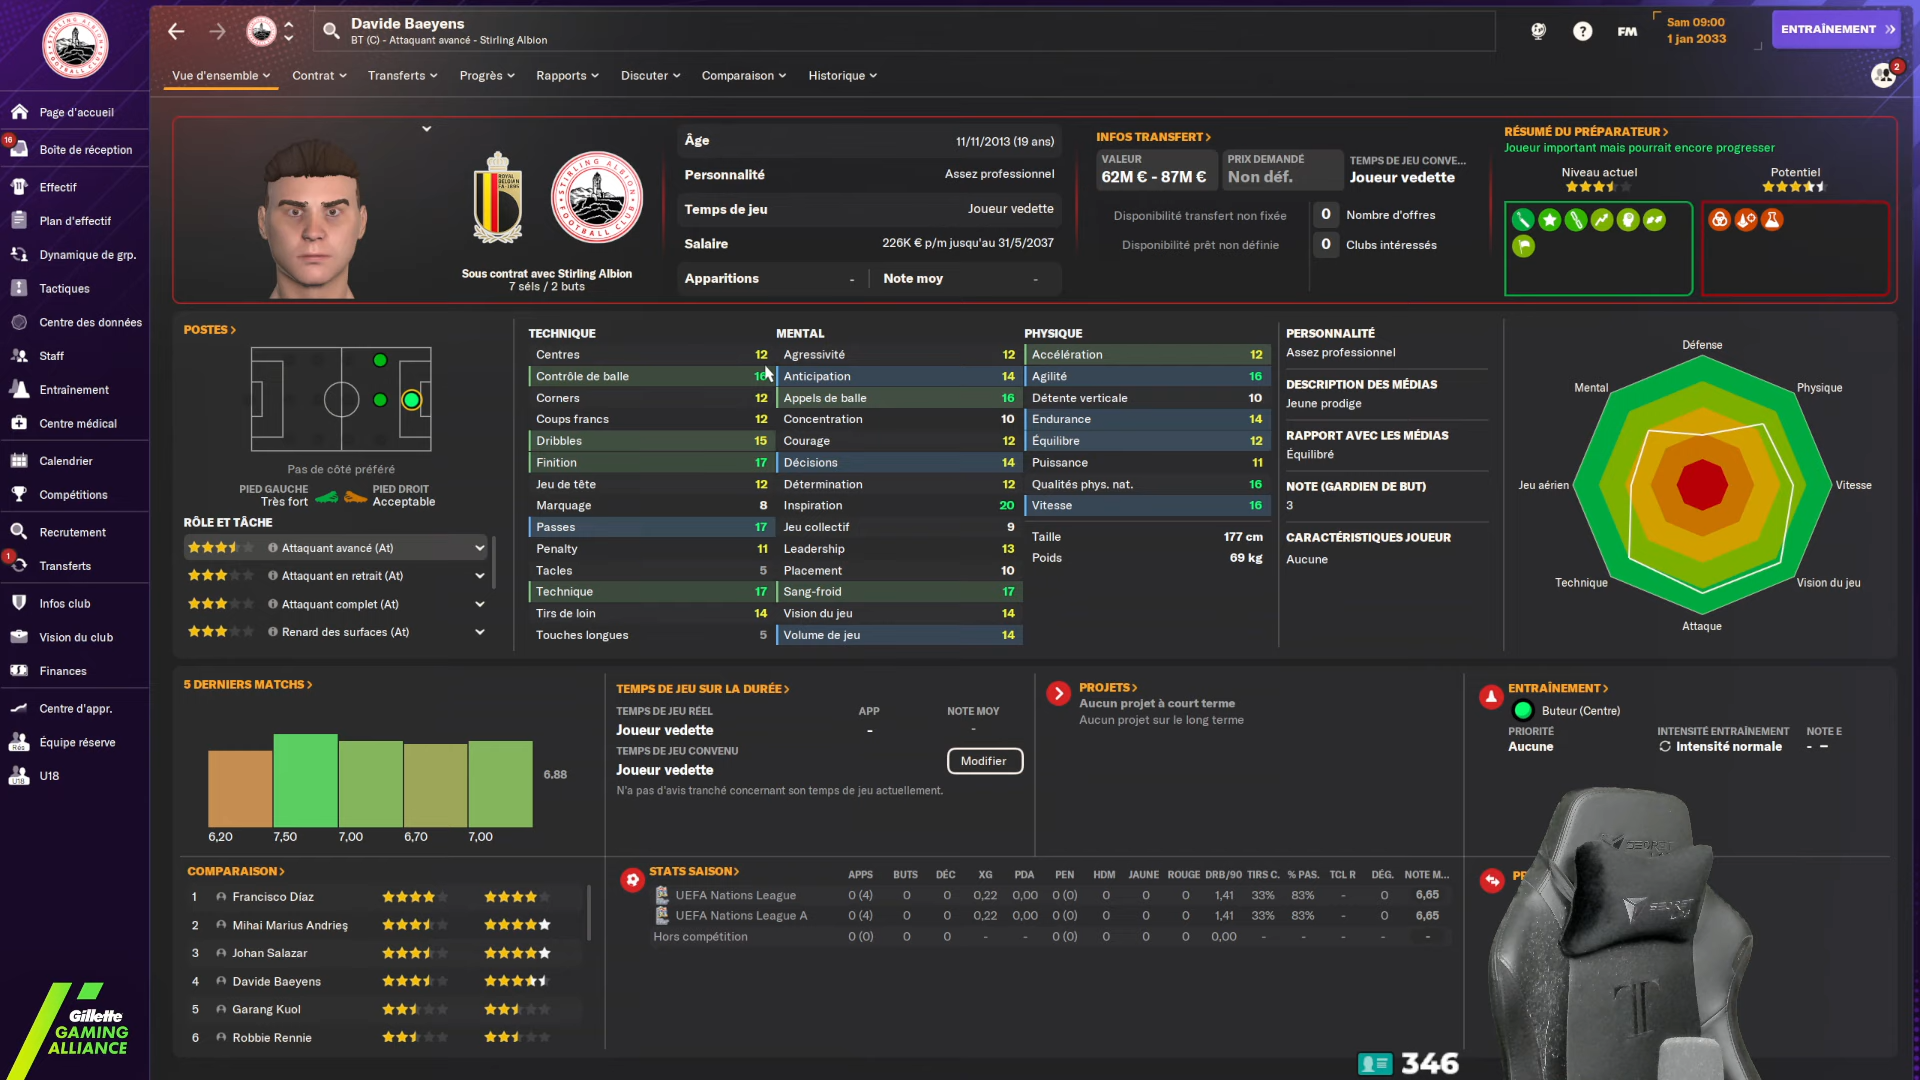 Davide Baeyens
BT (C) - Attaquant avancé - Stirling Albion
FM
Sam 09:00
1 jan 2033
ENTRAÎNEMENT
Vue d'ensemble
Contrat
Transferts
Progrès
Rapports
Discuter
Comparaison
Historique
2
Page d'accueil
16
Boîte de réception
Effectif
Plan d'effectif
Dynamique de grp.
Tactiques
Centre des données
Staff
Entraînement
Centre médical
Calendrier
Compétitions
Recrutement
1
Transferts
Infos club
Vision du club
Finances
Centre d'appr.
Équipe réserve
U18
Gillette
GAMING
ALLIANCE
ROYAL BELGIAN FA · 1895
STIRLING ALBION
FOOTBALL CLUB
Sous contrat avec Stirling Albion
7 séls / 2 buts
Âge 11/11/2013 (19 ans)
Personnalité Assez professionnel
Temps de jeu Joueur vedette
Salaire 226K € p/m jusqu'au 31/5/2037
Apparitions - Note moy -
INFOS TRANSFERT
VALEUR
62M € - 87M €
PRIX DEMANDÉ
Non déf.
TEMPS DE JEU CONVE...
Joueur vedette
Disponibilité transfert non fixée
Disponibilité prêt non définie
0 Nombre d'offres
0 Clubs intéressés
RÉSUMÉ DU PRÉPARATEUR
Joueur important mais pourrait encore progresser
Niveau actuel
Potentiel
POSTES
Pas de côté préféré
PIED GAUCHE
Très fort
PIED DROIT
Acceptable
RÔLE ET TÂCHE
Attaquant avancé (At)
Attaquant en retrait (At)
Attaquant complet (At)
Renard des surfaces (At)
TECHNIQUE
Centres 12
Contrôle de balle 16
Corners 12
Coups francs 12
Dribbles 15
Finition 17
Jeu de tête 12
Marquage 8
Passes 17
Penalty 11
Tacles 5
Technique 17
Tirs de loin 14
Touches longues 5
MENTAL
Agressivité 12
Anticipation 14
Appels de balle 16
Concentration 10
Courage 12
Décisions 14
Détermination 12
Inspiration 20
Jeu collectif 9
Leadership 13
Placement 10
Sang-froid 17
Vision du jeu 14
Volume de jeu 14
PHYSIQUE
Accélération 12
Agilité 16
Détente verticale 10
Endurance 14
Équilibre 12
Puissance 11
Qualités phys. nat. 16
Vitesse 16
Taille 177 cm
Poids 69 kg
PERSONNALITÉ
Assez professionnel
DESCRIPTION DES MÉDIAS
Jeune prodige
RAPPORT AVEC LES MÉDIAS
Équilibré
NOTE (GARDIEN DE BUT)
3
CARACTÉRISTIQUES JOUEUR
Aucune
Défense
Mental
Physique
Jeu aérien
Vitesse
Technique
Vision du jeu
Attaque
5 DERNIERS MATCHS
6.88
6,20 7,50 7,00 6,70 7,00
TEMPS DE JEU SUR LA DURÉE
TEMPS DE JEU RÉEL APP NOTE MOY
Joueur vedette - -
TEMPS DE JEU CONVENU
Joueur vedette
Modifier
N'a pas d'avis tranché concernant son temps de jeu actuellement.
PROJETS
Aucun projet à court terme
Aucun projet sur le long terme
ENTRAÎNEMENT
Buteur (Centre)
PRIORITÉ
Aucune
INTENSITÉ ENTRAÎNEMENT
Intensité normale
NOTE E
- -
COMPARAISON
1 Francisco Díaz
2 Mihai Marius Andrieș
3 Johan Salazar
4 Davide Baeyens
5 Garang Kuol
6 Robbie Rennie
STATS SAISON
APPS BUTS DÉC XG PDA PEN HDM JAUNE ROUGE DRB/90 TIRS C. % PAS. TCL R DÉG. NOTE M...
UEFA Nations League 0 (4) 0 0 0,22 0,00 0 (0) 0 0 0 1,41 33% 83% - 0 6,65
UEFA Nations League A 0 (4) 0 0 0,22 0,00 0 (0) 0 0 0 1,41 33% 83% - 0 6,65
Hors compétition 0 (0) 0 0 - - 0 (0) 0 0 0 0,00 - - - - -
346